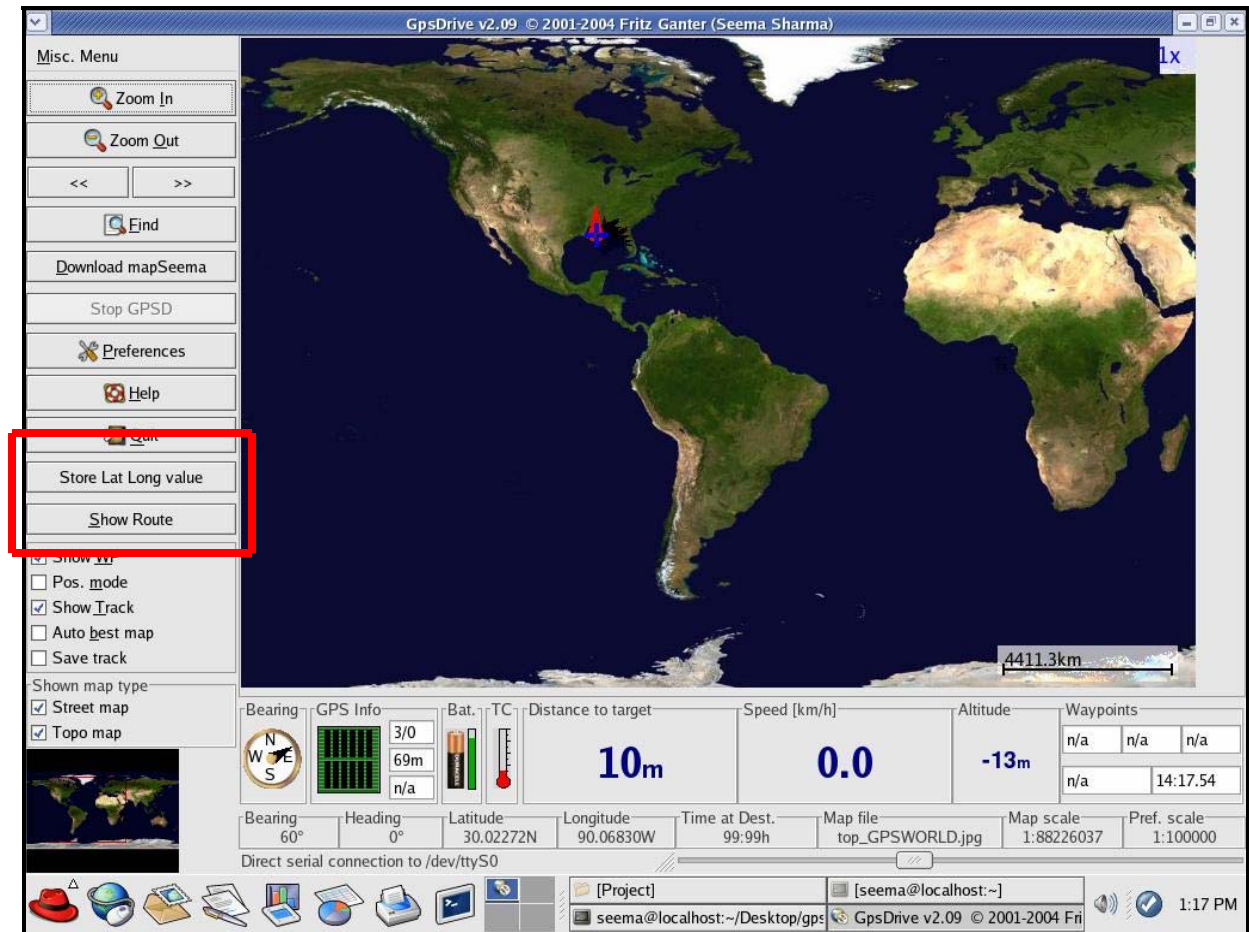 GpsDrive v2.09 © 2001-2004 Fritz Ganter (Seema Sharma)
Misc. Menu
Zoom In
Zoom Out
<< >>
Find
Download mapSeema
Stop GPSD
Preferences
Help
Quit
Store Lat Long value
Show Route
Show WP
Pos. mode
Show Track
Auto best map
Save track
Shown map type
Street map
Topo map
1x
4411.3km
Bearing GPS Info Bat. TC Distance to target Speed [km/h] Altitude Waypoints
N
W E
S
3/0
69m
n/a
DURACELL
10m
0.0
-13m
n/a n/a n/a
n/a 14:17.54
Bearing Heading Latitude Longitude Time at Dest. Map file Map scale Pref. scale
60° 0° 30.02272N 90.06830W 99:99h top_GPSWORLD.jpg 1:88226037 1:100000
Direct serial connection to /dev/ttyS0
[Project] [seema@localhost:~]
seema@localhost:~/Desktop/gps GpsDrive v2.09 © 2001-2004 Fri
1:17 PM